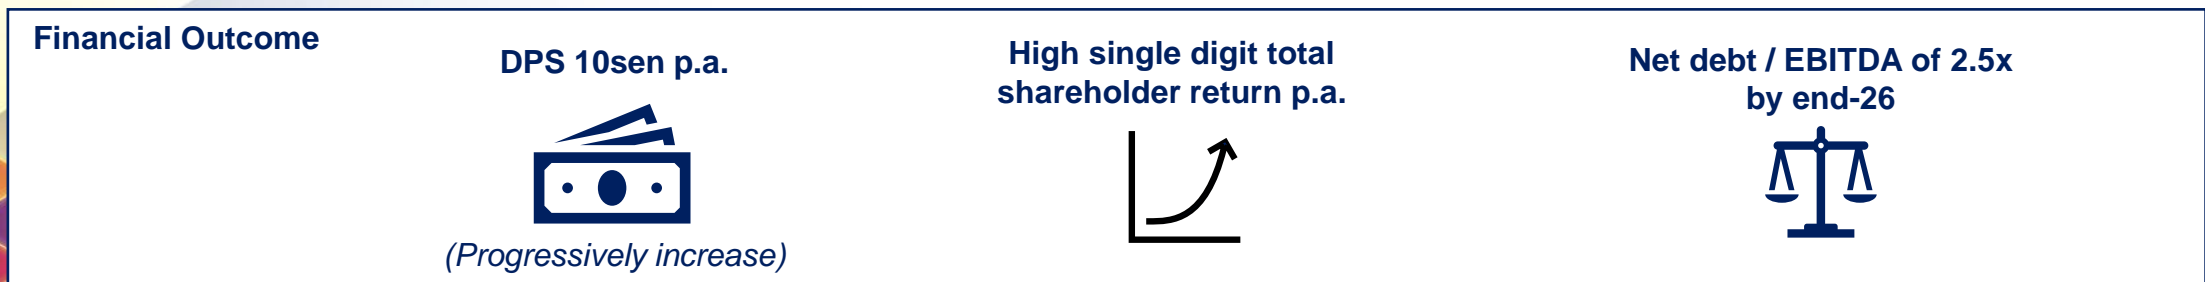 Financial Outcome
DPS 10sen p.a.
(Progressively increase)
High single digit total
shareholder return p.a.
Net debt / EBITDA of 2.5x
by end-26